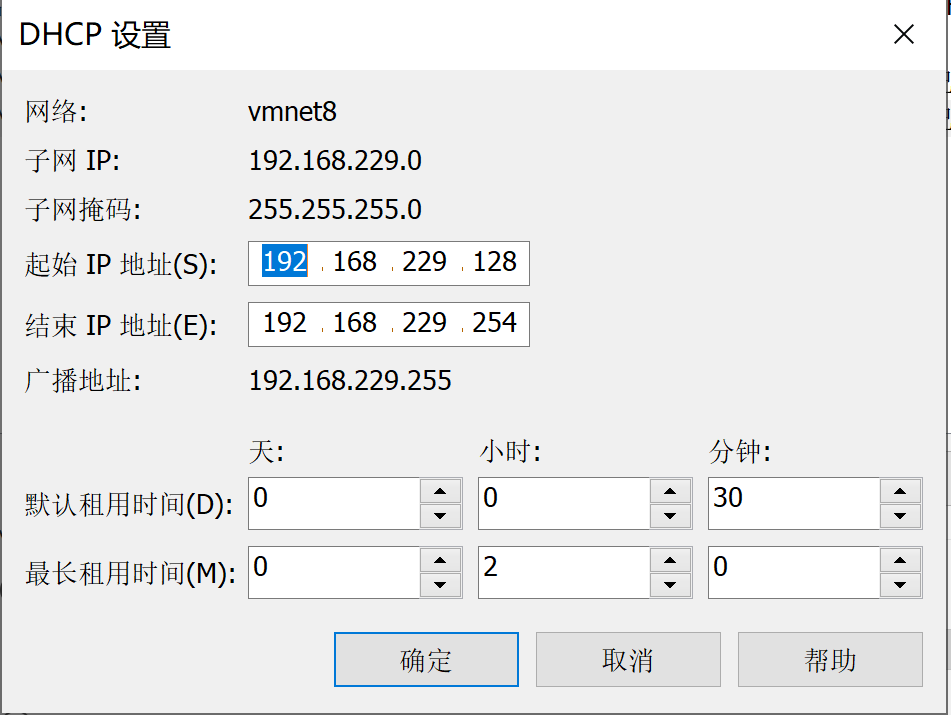 DHCP 设置
网络: vmnet8
子网 IP: 192.168.229.0
子网掩码: 255.255.255.0
起始 IP 地址(S): 192 . 168 . 229 . 128
结束 IP 地址(E): 192 . 168 . 229 . 254
广播地址: 192.168.229.255
天: 小时: 分钟:
默认租用时间(D): 0 0 30
最长租用时间(M): 0 2 0
确定 取消 帮助